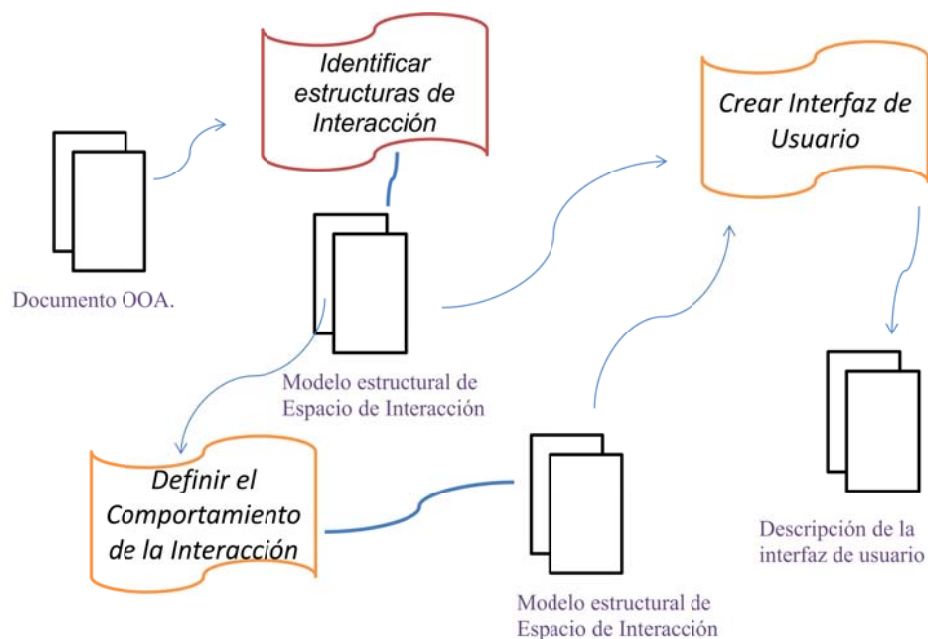 Identificar
estructuras de
Interacción
Crear Interfaz de
Usuario
Documento OOA.
Modelo estructural de
Espacio de Interacción
Definir el
Comportamiento
de la Interacción
Descripción de la
interfaz de usuario
Modelo estructural de
Espacio de Interacción